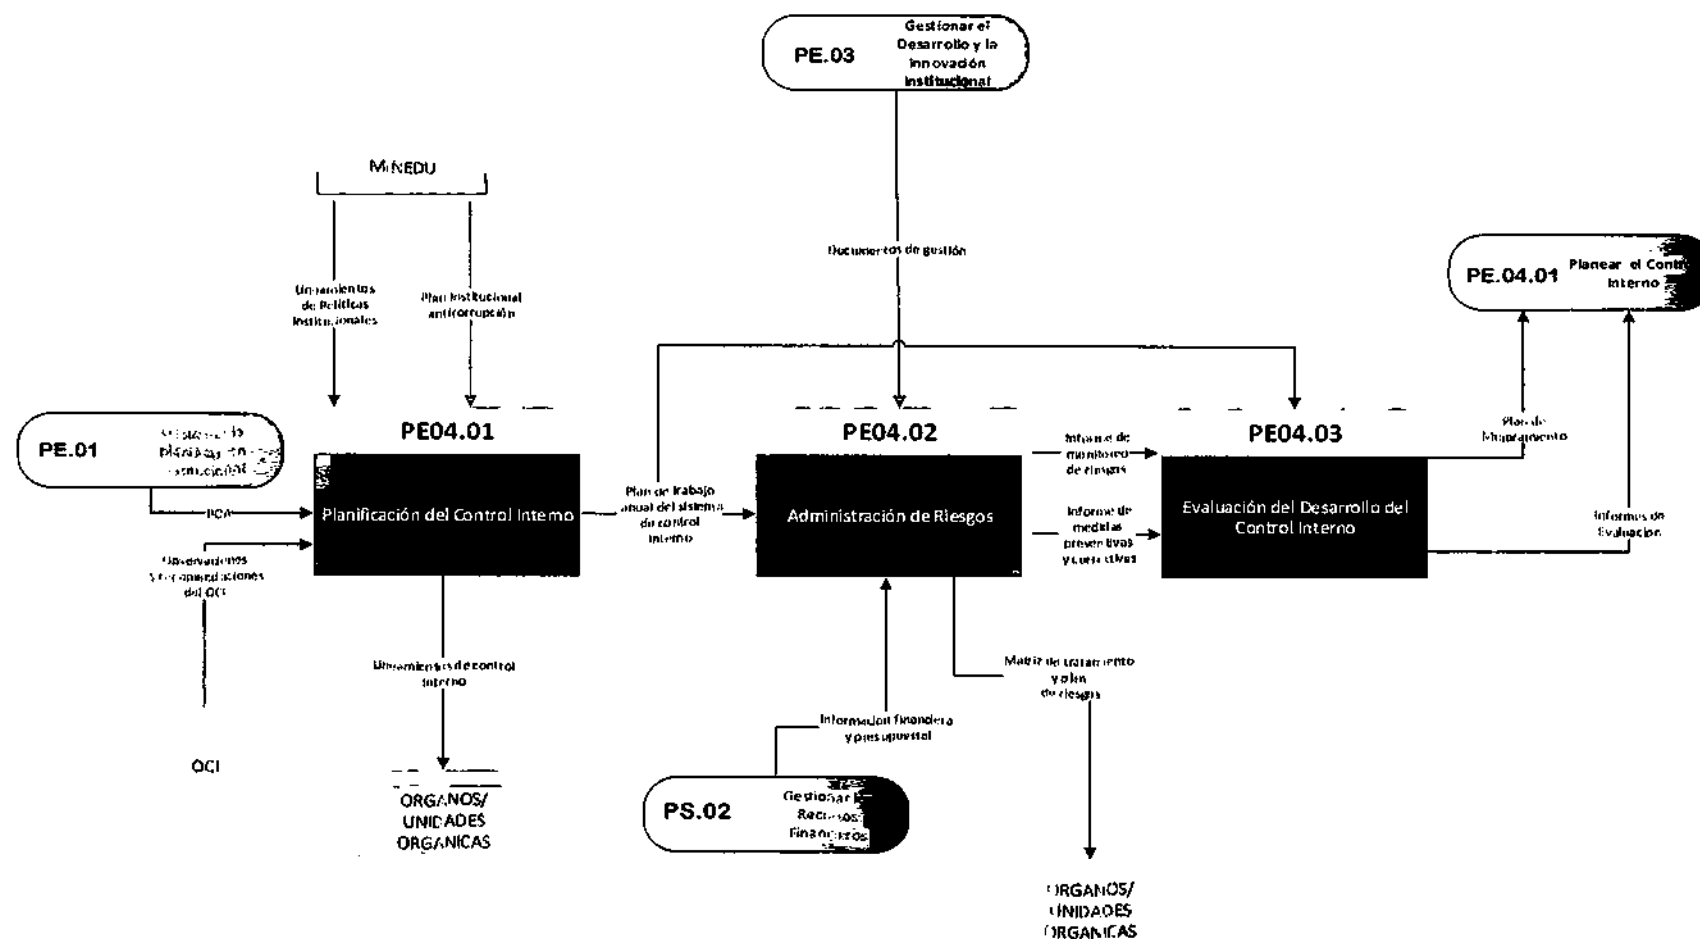 PE.03
Gestionar el
Desarrollo y la
Innovación
Institucional
MINEDU
Documentos de gestión
Lineamientos
de Políticas
Institucionales
Plan Institucional
anticorrupción
PE.04.01
Planear el Contr
Interno
PE.01
PE04.01
Planificación del Control Interno
Observaciones
y recomendaciones
del OCI
OCI
Plan de trabajo
anual del sistema
de control
interno
PE04.02
Administración de Riesgos
Informe de
monitoreo
de riesgos
Informe de
medidas
preventivas
y correctivas
PE04.03
Evaluación del Desarrollo del
Control Interno
Plan de
Mejoramiento
Informes de
Evaluación
Lineamientos de control
interno
ORGANOS/
UNIDADES
ORGANICAS
Información financiera
y presupuestal
PS.02
Gestionar
Recursos
Financieros
Matriz de tratamiento
y plan
de riesgos
ORGANOS/
UNIDADES
ORGANICAS